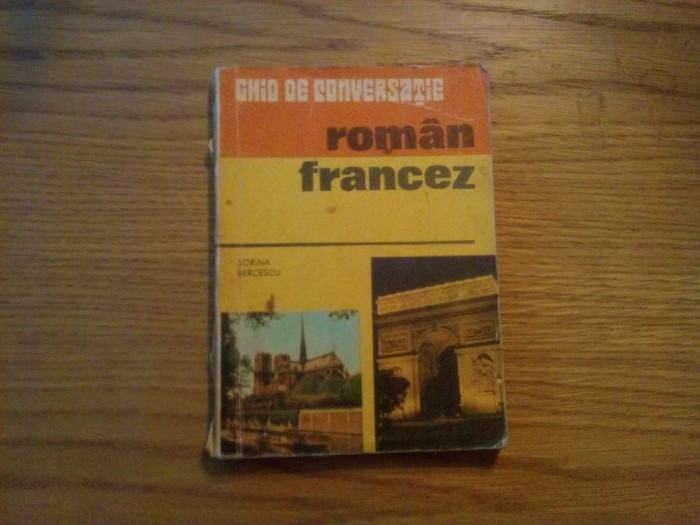 GHID DE CONVERSAȚIE
român
francez
SORINA
BERCESCU